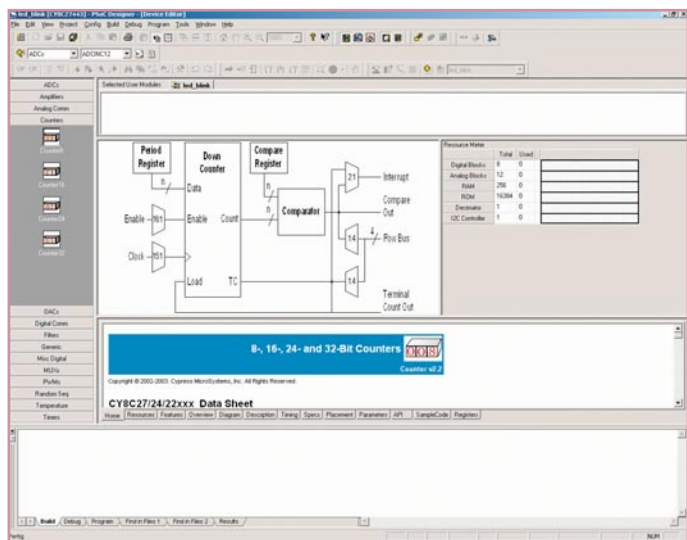 led_blink [CY8C27443] - PSoC Designer - [Device Editor]
File Edit View Project Config Build Debug Program Tools Window Help
ADCs
ADCINC12
ADCs
Amplifiers
Analog Comm
Counters
Counter8
Counter16
Counter24
Counter32
DACs
Digital Comm
Filters
Generic
Misc Digital
MUXs
PWMs
Random Seq
Temperature
Timers
Selected User Modules
led_blink
Period Register
Down Counter
Compare Register
n
Data
Enable
161
Enable
Count
n
n
Comparator
Clock
151
Load
TC
21
Interrupt
Compare Out
14
4
Row Bus
14
Terminal Count Out
Resource Meter
Total Used
Digital Blocks 8 0
Analog Blocks 12 0
RAM 256 0
ROM 16384 0
Decimator 1 0
I2C Controller 1 0
8-, 16-, 24- and 32-Bit Counters
Counter v2.2
Copyright © 2002-2003. Cypress MicroSystems, Inc. All Rights Reserved.
CY8C27/24/22xxx Data Sheet
Home Resources Features Overview Diagram Description Timing Specs Placement Parameters API SampleCode Registers
Build Debug Program Find in Files 1 Find in Files 2 Results
Fertig
NUM